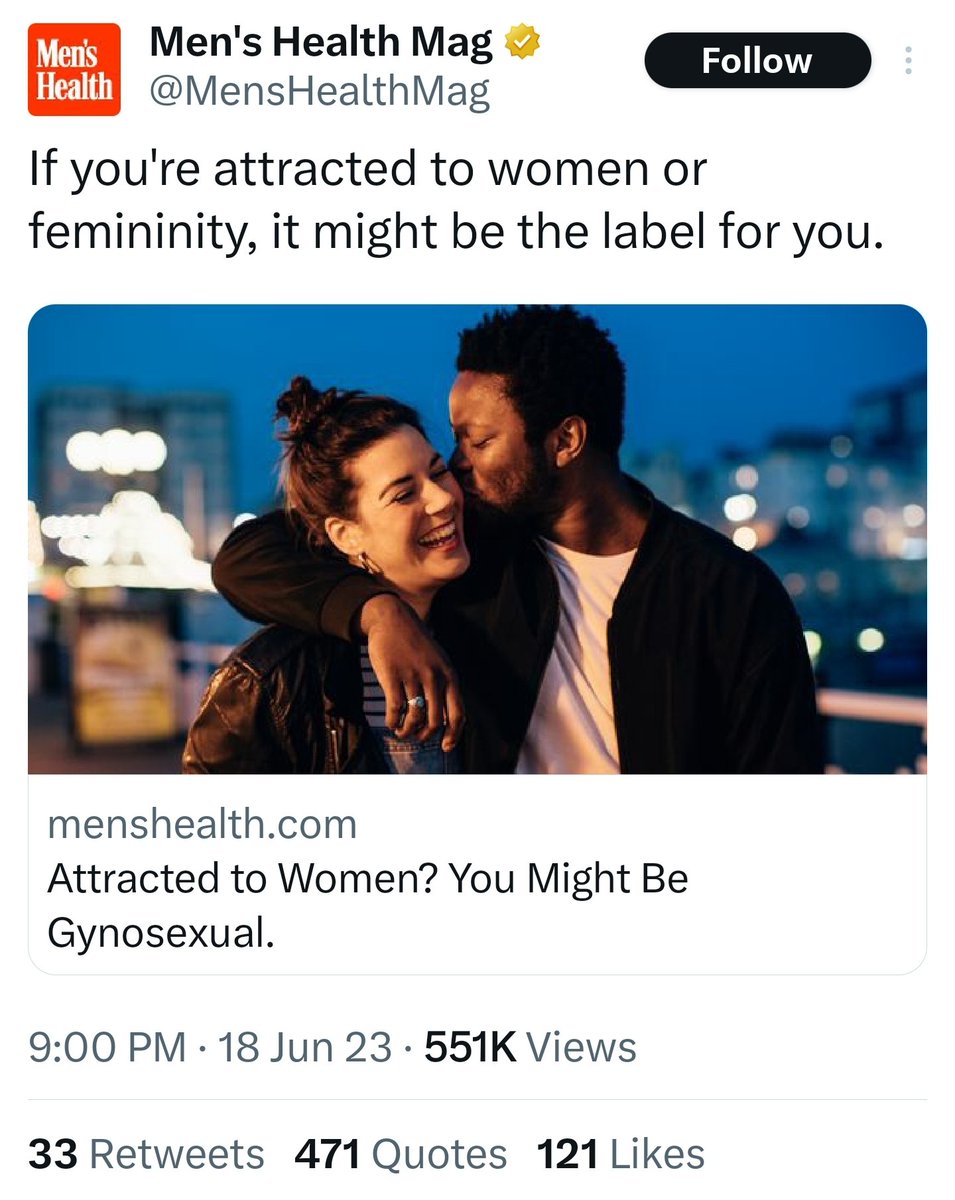 Men's
Health
Men's Health Mag
@MensHealthMag
Follow
If you're attracted to women or
femininity, it might be the label for you.
menshealth.com
Attracted to Women? You Might Be
Gynosexual.
9:00 PM · 18 Jun 23 · 551K Views
33 Retweets 471 Quotes 121 Likes